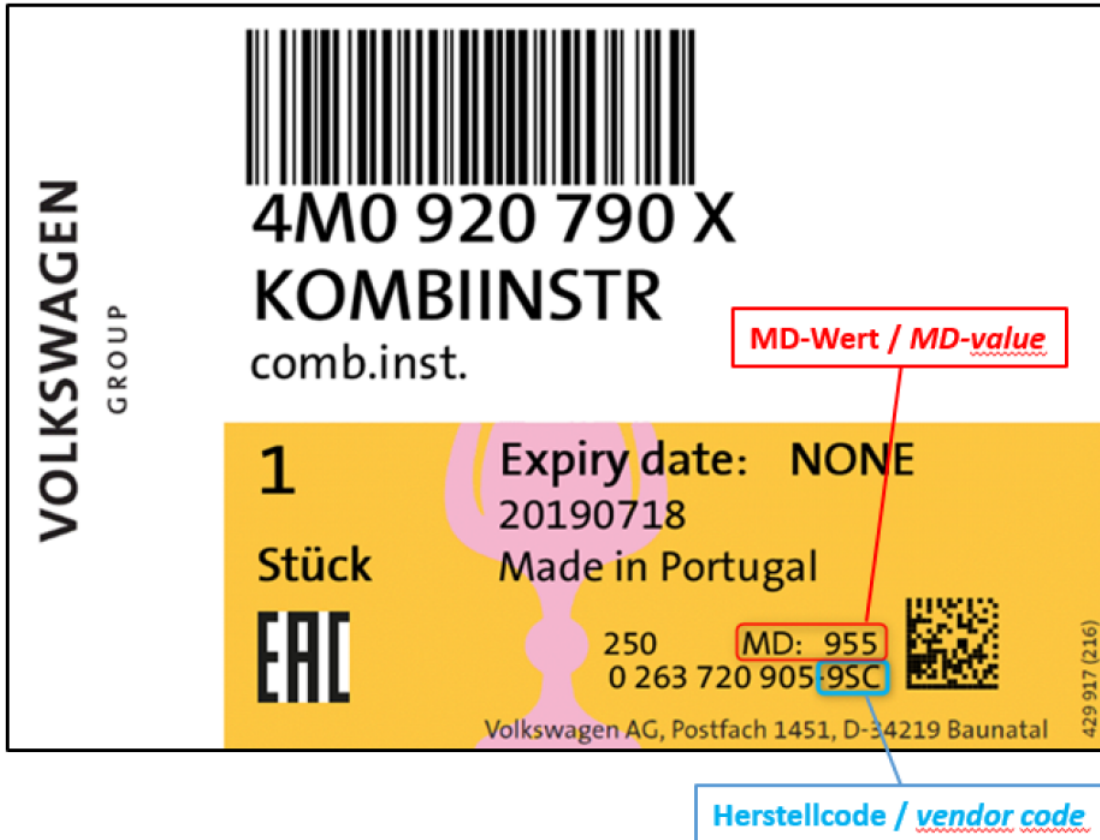 VOLKSWAGEN
GROUP
4M0 920 790 X
KOMBIINSTR
comb.inst.
MD-Wert / MD-value
1
Stück
EAC
Expiry date: NONE
20190718
Made in Portugal
250 MD: 955
0 263 720 905-9SC
Volkswagen AG, Postfach 1451, D-34219 Baunatal
429 917 (216)
Herstellcode / vendor code